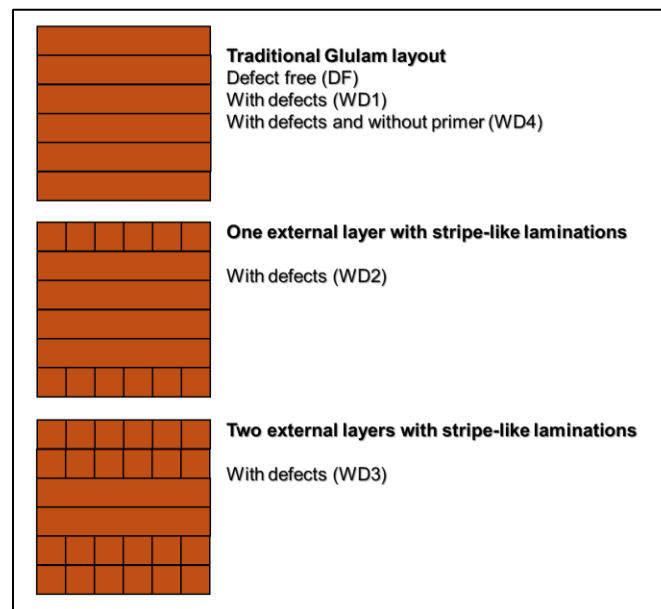 Traditional Glulam layout
Defect free (DF)
With defects (WD1)
With defects and without primer (WD4)
One external layer with stripe-like laminations
With defects (WD2)
Two external layers with stripe-like laminations
With defects (WD3)